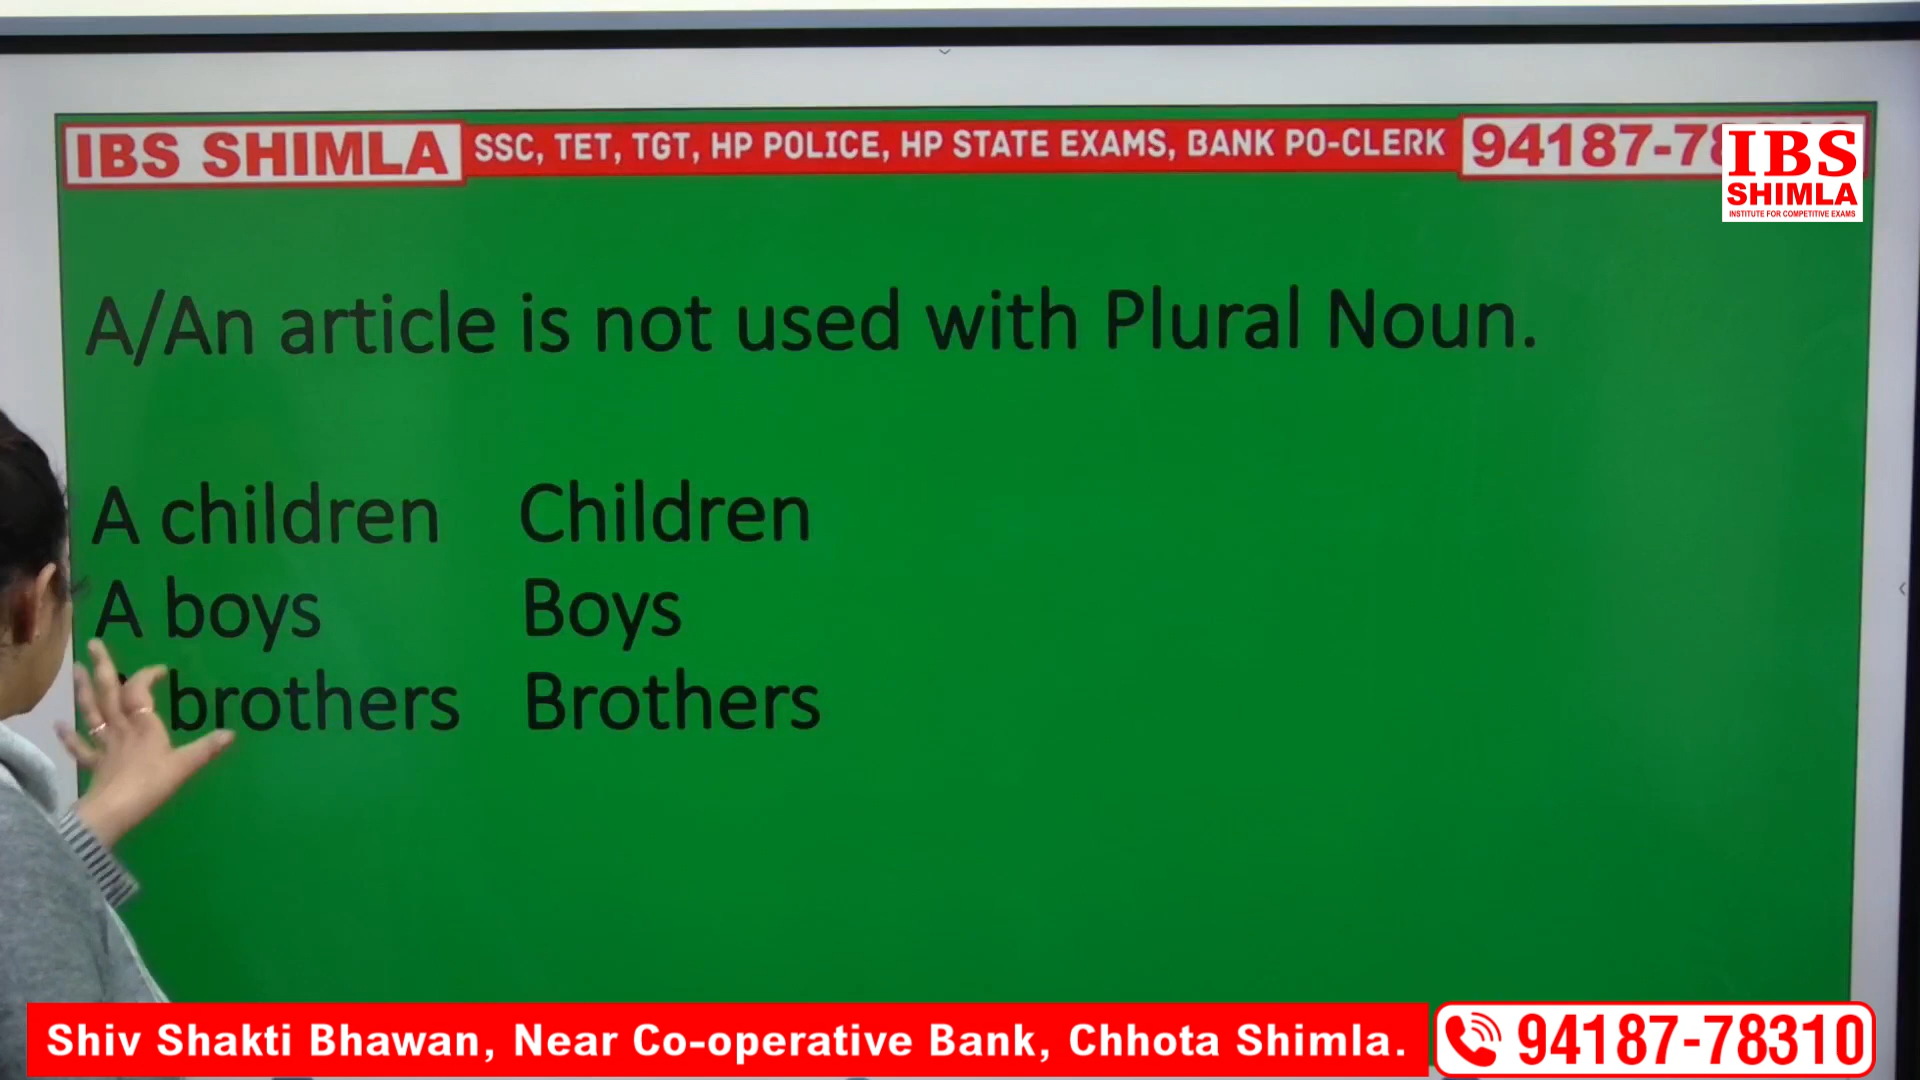 IBS SHIMLA SSC, TET, TGT, HP POLICE, HP STATE EXAMS, BANK PO-CLERK 94187-78
IBS
SHIMLA
INSTITUTE FOR COMPETITIVE EXAMS
A/An article is not used with Plural Noun.
A children Children
A boys Boys
brothers Brothers
Shiv Shakti Bhawan, Near Co-operative Bank, Chhota Shimla. 94187-78310